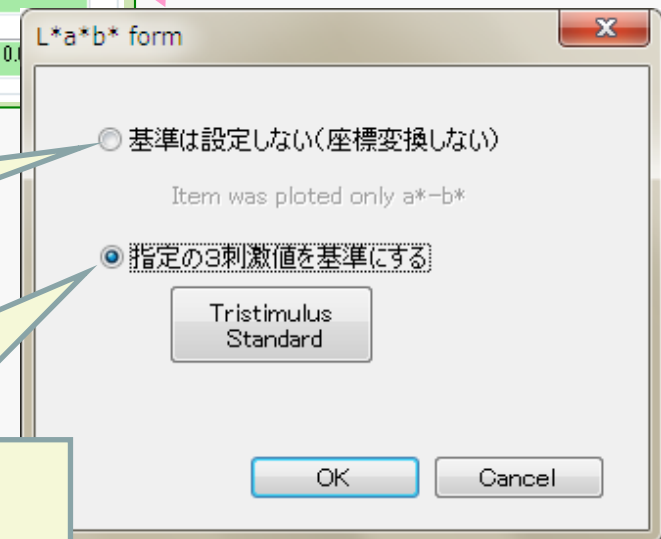 L*a*b* form
基準は設定しない(座標変換しない)
Item was ploted only a*-b*
指定の3刺激値を基準にする
Tristimulus
Standard
OK
Cancel